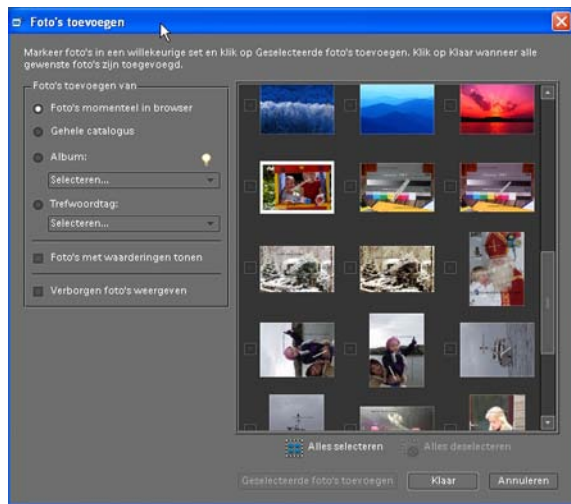 Foto's toevoegen
Markeer foto's in een willekeurige set en klik op Geselecteerde foto's toevoegen. Klik op Klaar wanneer alle
gewenste foto's zijn toegevoegd.
Foto's toevoegen van
Foto's momenteel in browser
Gehele catalogus
Album:
Selecteren...
Trefwoordtag:
Selecteren...
Foto's met waarderingen tonen
Verborgen foto's weergeven
Alles selecteren
Alles deselecteren
Geselecteerde foto's toevoegen
Klaar
Annuleren